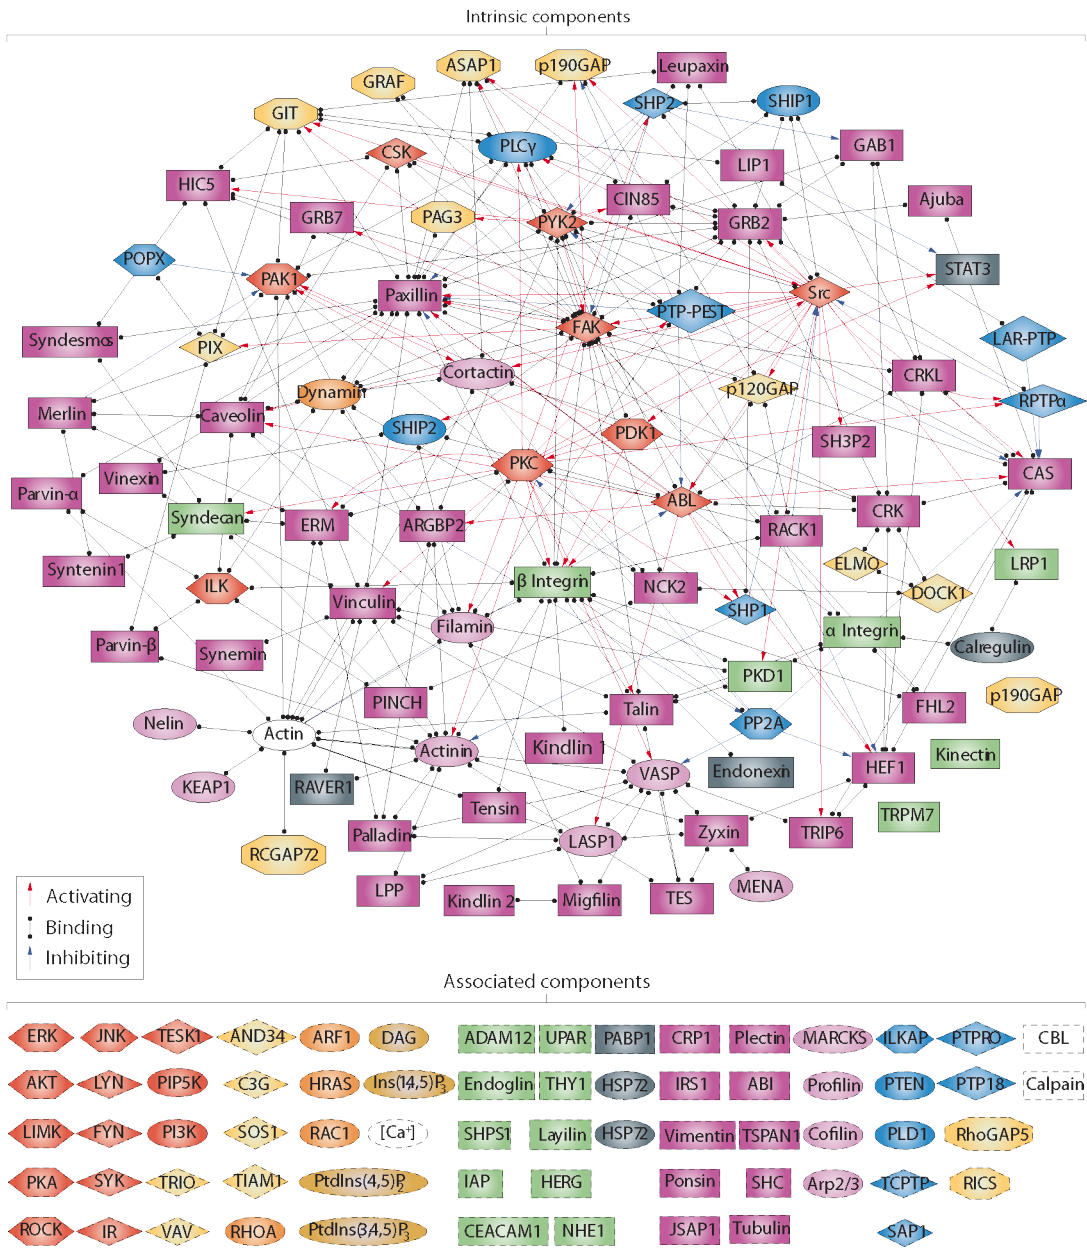 Intrinsic components
ASAP1
p190GAP
Leupaxin
GRAF
SHP2
SHIP1
GIT
CSK
PLCγ
GAB1
LIP1
HIC5
CIN85
Ajuba
GRB7
PAG3
PYK2
GRB2
POPX
STAT3
PAK1
Paxillin
Src
PTP-PEST
FAK
Syndesmos
PIX
LAR-PTP
Cortactin
CRKL
Dynamin
p120GAP
RPTPα
Merlin
Caveolin
SHIP2
PDK1
SH3P2
PKC
CAS
Vinexin
Parvin-α
ABL
CRK
Syndecan
ERM
ARGBP2
RACK1
ELMO
LRP1
Syntenin1
ILK
β Integrin
NCK2
DOCK1
Vinculin
SHP1
Filamin
α Integrin
Parvin-β
Synemin
Calregulin
PKD1
p190GAP
PINCH
Talin
FHL2
Nelin
Actin
PP2A
Actinin
Kindlin 1
Kinectin
Endonexin
HEF1
VASP
KEAP1
RAVER1
Tensin
TRPM7
Palladin
Zyxin
TRIP6
LASP1
RCGAP72
LPP
MENA
Kindlin 2
Migfilin
TES
Activating
Binding
Inhibiting
Associated components
ERK JNK TESK1 AND34 ARF1 DAG ADAM12 UPAR PABP1 CRP1 Plectin MARCKS ILKAP PTPRO CBL
AKT LYN PIP5K C3G HRAS Ins(14,5)P3 Endoglin THY1 HSP72 IRS1 ABI Profilin PTEN PTP18 Calpain
LIMK FYN PI3K SOS1 RAC1 [Ca+] SHPS1 Layilin HSP72 Vimentin TSPAN1 Cofilin PLD1 RhoGAP5
PKA SYK TRIO TIAM1 PtdIns(4,5)P2 IAP HERG Ponsin SHC Arp2/3 TCPTP RICS
ROCK IR VAV RHOA PtdIns(34,5)P3 CEACAM1 NHE1 JSAP1 Tubulin SAP1